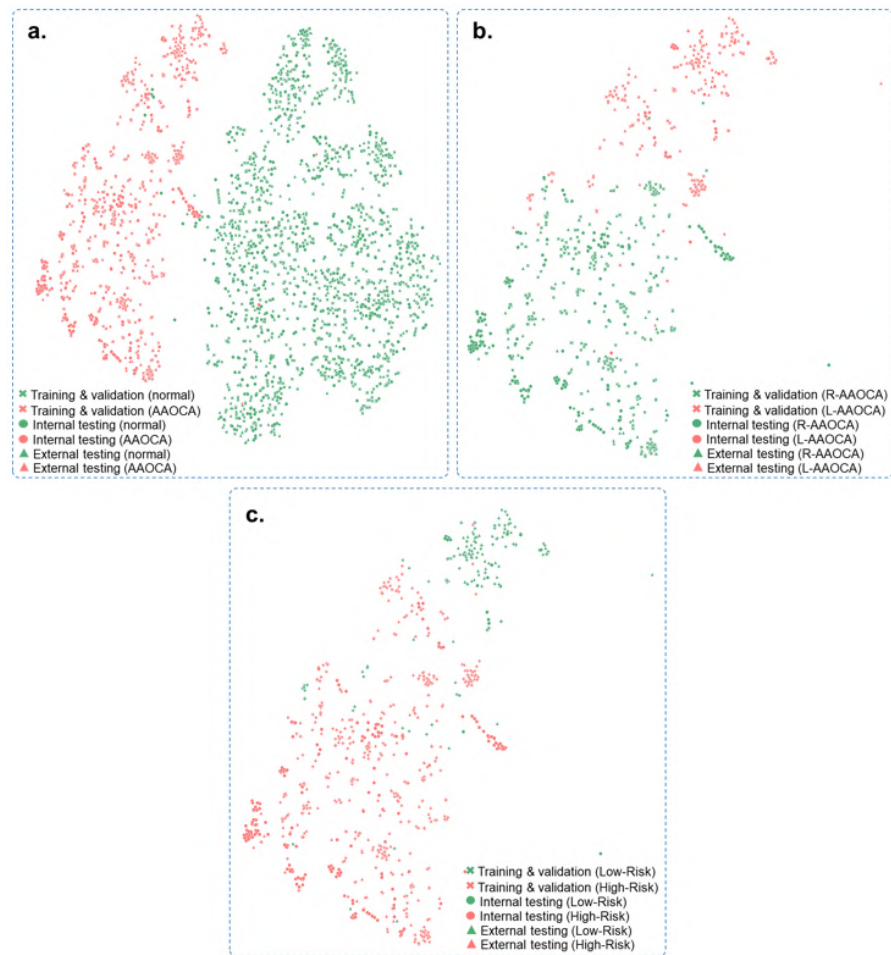 a.
Training & validation (normal)
Training & validation (AAOCA)
Internal testing (normal)
Internal testing (AAOCA)
External testing (normal)
External testing (AAOCA)
b.
Training & validation (R-AAOCA)
Training & validation (L-AAOCA)
Internal testing (R-AAOCA)
Internal testing (L-AAOCA)
External testing (R-AAOCA)
External testing (L-AAOCA)
c.
Training & validation (Low-Risk)
Training & validation (High-Risk)
Internal testing (Low-Risk)
Internal testing (High-Risk)
External testing (Low-Risk)
External testing (High-Risk)